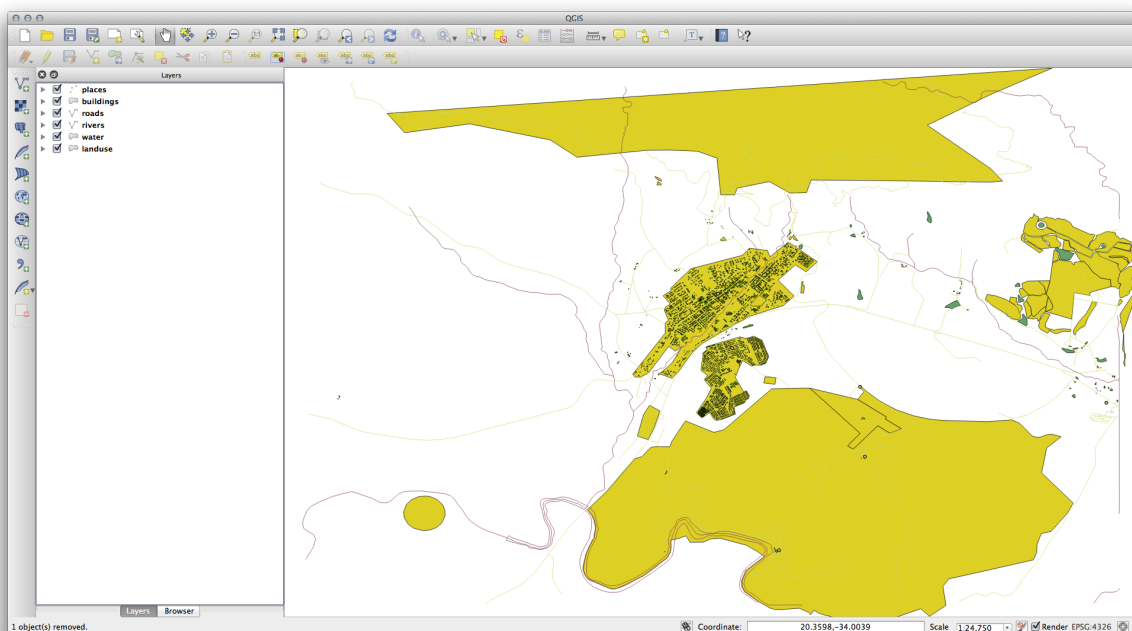 QGIS
Layers
places
buildings
roads
rivers
water
landuse
Layers Browser
1 object(s) removed.
Coordinate: 20.3598,-34.0039 Scale 1:24,750 Render EPSG:4326